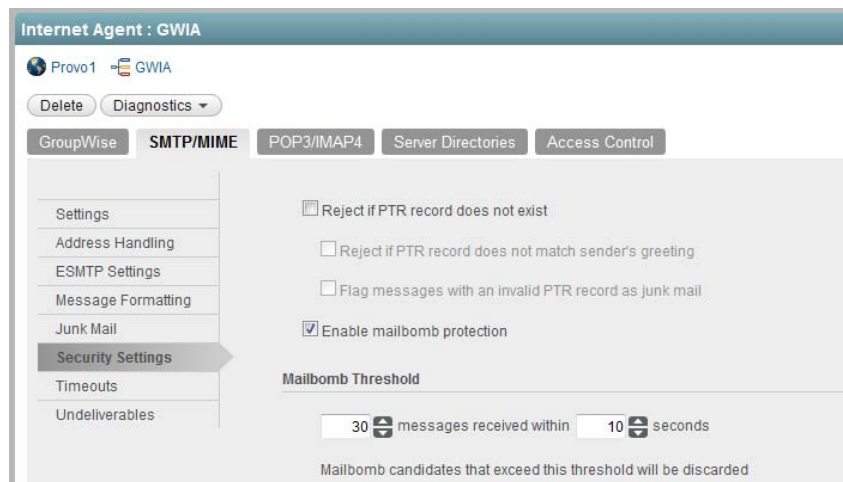 Internet Agent : GWIA
Provo1 GWIA
Delete Diagnostics
GroupWise SMTP/MIME POP3/IMAP4 Server Directories Access Control
Settings
Address Handling
ESMTP Settings
Message Formatting
Junk Mail
Security Settings
Timeouts
Undeliverables
Reject if PTR record does not exist
Reject if PTR record does not match sender's greeting
Flag messages with an invalid PTR record as junk mail
Enable mailbomb protection
Mailbomb Threshold
30 messages received within 10 seconds
Mailbomb candidates that exceed this threshold will be discarded